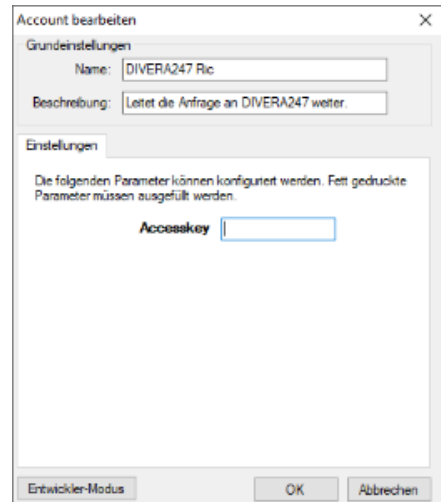 Account bearbeiten
Grundeinstellungen
Name: DIVERA247 Ric
Beschreibung: Leitet die Anfrage an DIVERA247 weiter.
Einstellungen
Die folgenden Parameter können konfiguriert werden. Fett gedruckte
Parameter müssen ausgefüllt werden.
Accesskey
Entwickler-Modus OK Abbrechen